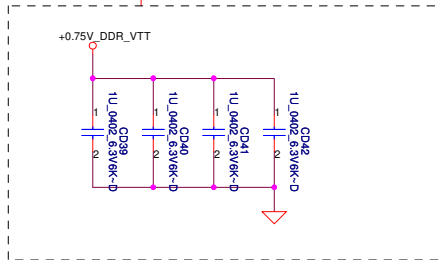 +0.75V_DDR_VTT
1
2
CD39
1U_0402_6.3V6K~D
1
2
CD40
1U_0402_6.3V6K~D
1
2
CD41
1U_0402_6.3V6K~D
1
2
CD42
1U_0402_6.3V6K~D